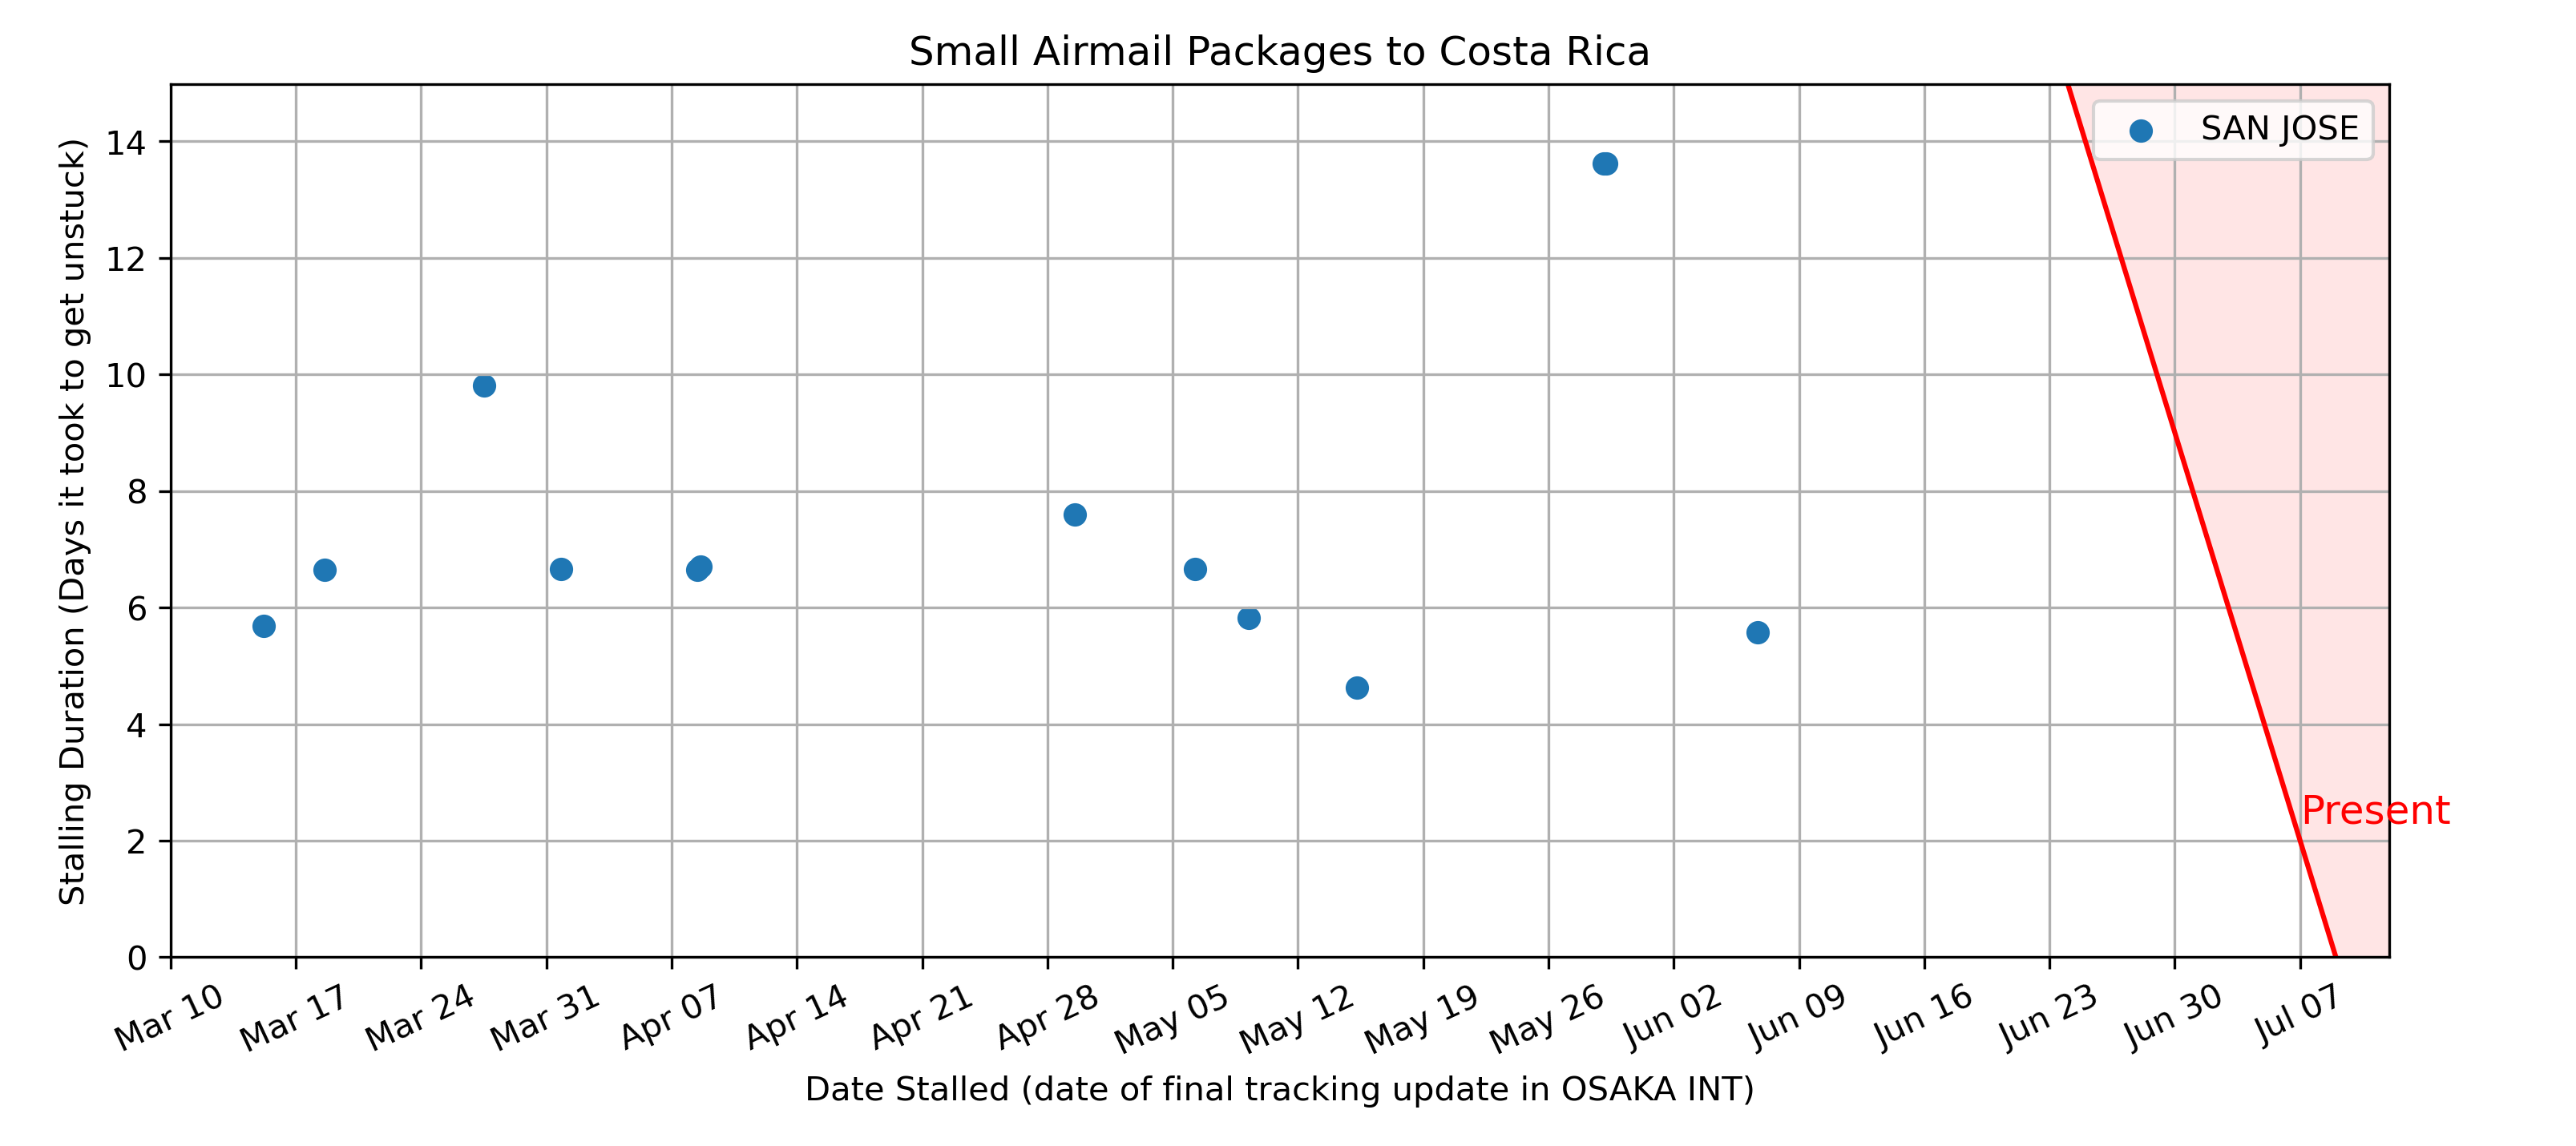 Small Airmail Packages to Costa Rica
SAN JOSE
Stalling Duration (Days it took to get unstuck)
14
12
10
8
6
4
2
0
Present
Mar 10
Mar 17
Mar 24
Mar 31
Apr 07
Apr 14
Apr 21
Apr 28
May 05
May 12
May 19
May 26
Jun 02
Jun 09
Jun 16
Jun 23
Jun 30
Jul 07
Date Stalled (date of final tracking update in OSAKA INT)